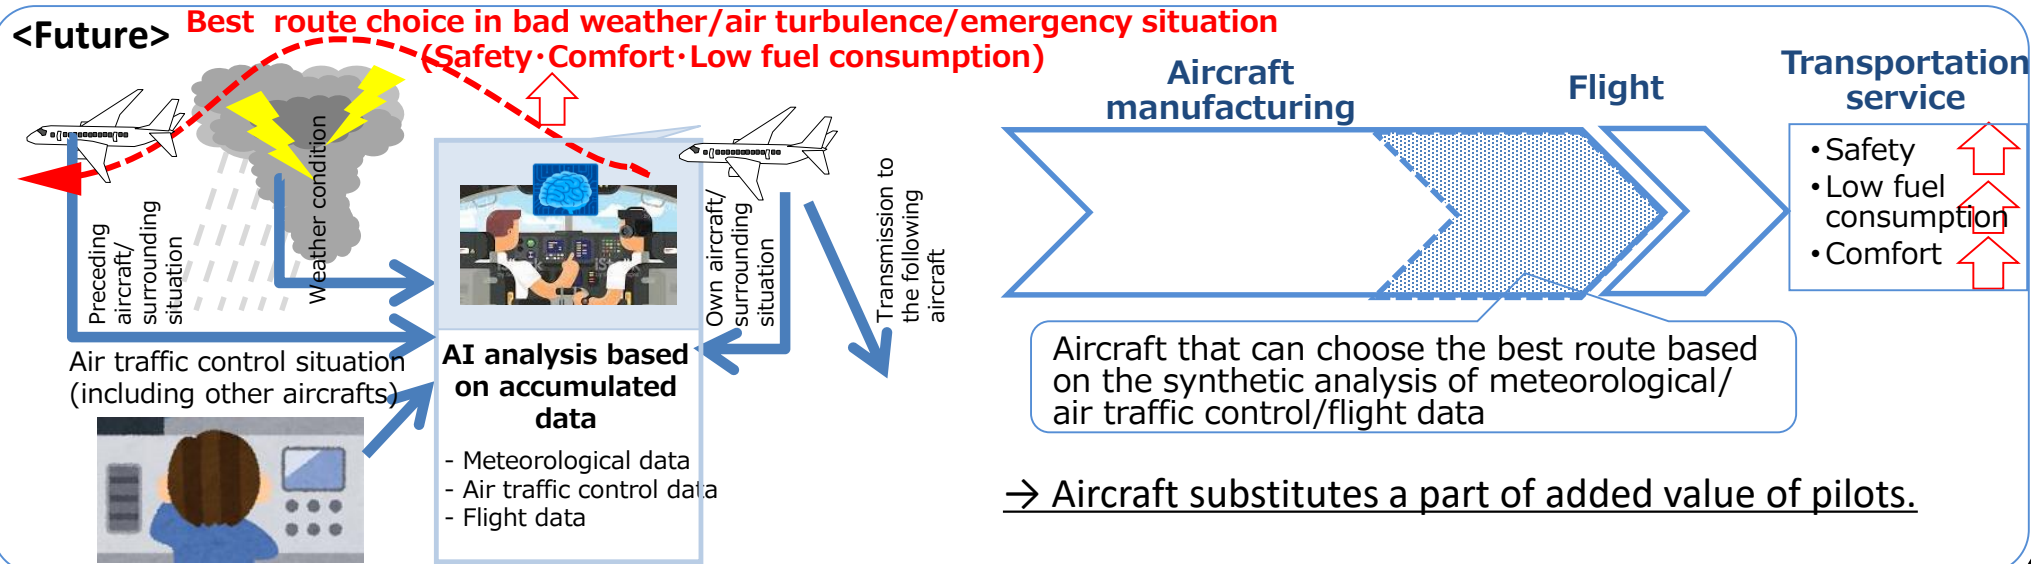 <Future>
Best route choice in bad weather/air turbulence/emergency situation
(Safety･Comfort･Low fuel consumption)
Preceding
aircraft/
surrounding
situation
Weather condition
Own aircraft/
surrounding
situation
Transmission to
the following
aircraft
Air traffic control situation
(including other aircrafts)
AI analysis based
on accumulated
data
- Meteorological data
- Air traffic control data
- Flight data
Aircraft
manufacturing
Flight
Transportation
service
•Safety
•Low fuel
consumption
•Comfort
Aircraft that can choose the best route based
on the synthetic analysis of meteorological/
air traffic control/flight data
→ Aircraft substitutes a part of added value of pilots.